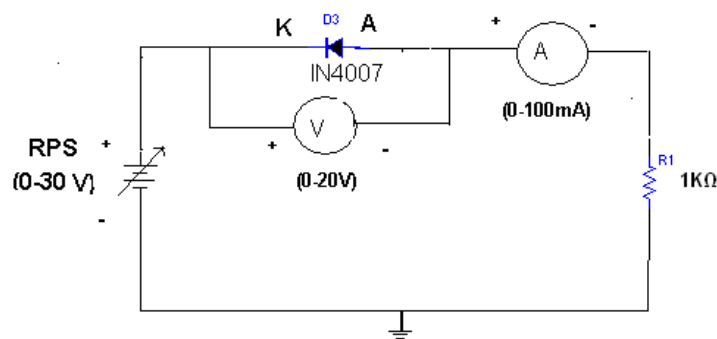 K D3 A
IN4007
+ A -
(0-100mA)
+ V -
(0-20V)
RPS +
(0-30 V)
-
R1
1KΩ